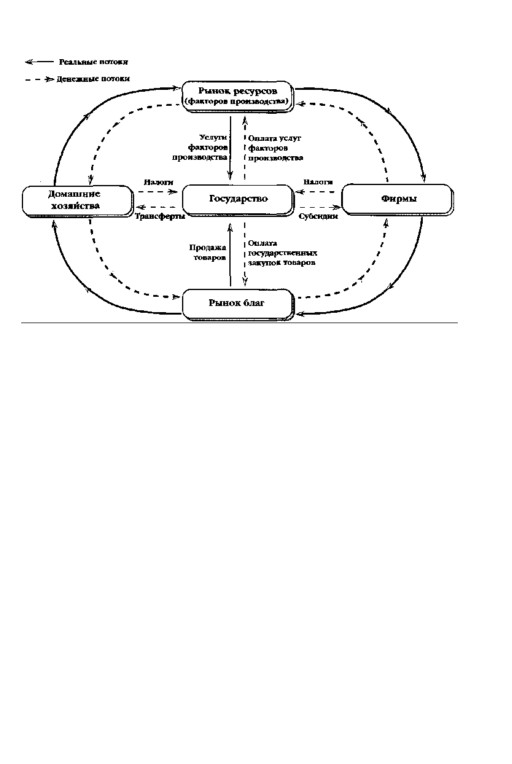 Реальные потоки
Денежные потоки
Рынок ресурсов
(факторов производства)
Услуги
факторов
производства
Оплата услуг
факторов
производства
Домашние
хозяйства
Налоги
Трансферты
Государство
Налоги
Субсидии
Фирмы
Продажа
товаров
Оплата
государственных
закупок товаров
Рынок благ